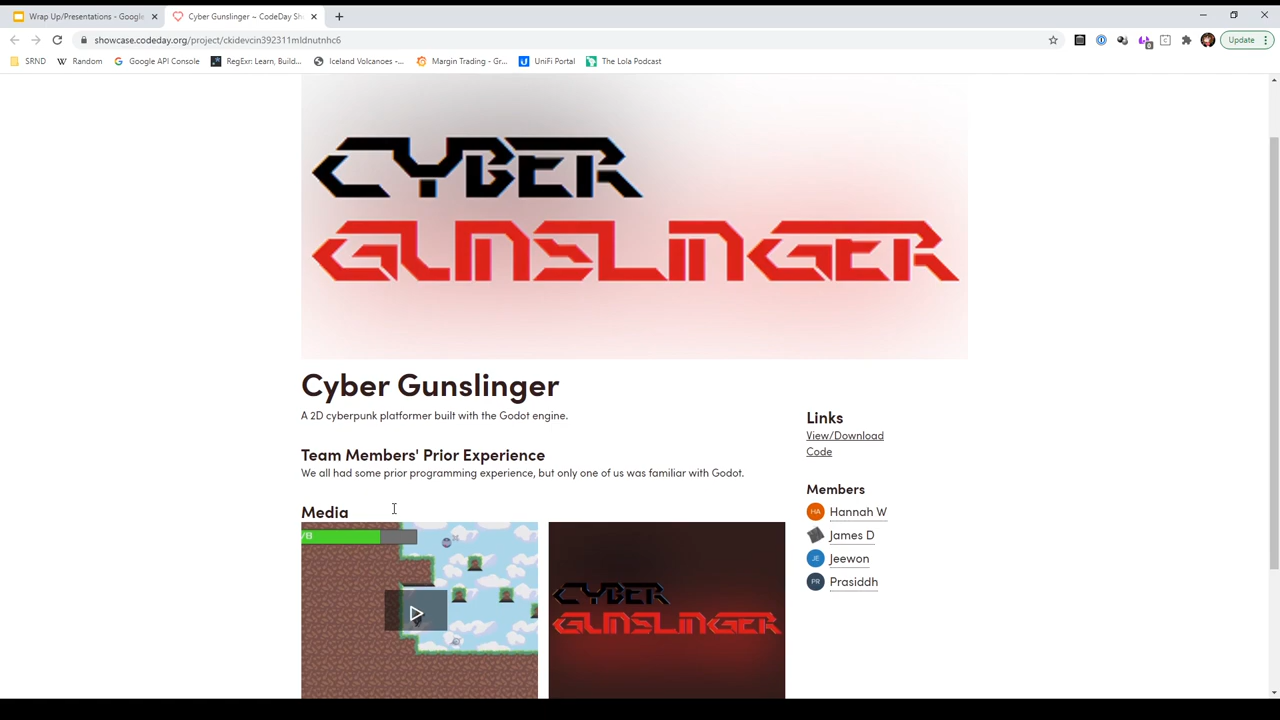 Wrap Up/Presentations - Google
Cyber Gunslinger ~ CodeDay Sh
showcase.codeday.org/project/ckidevcin392311mldnutnhc6
Update
SRND
Random
Google API Console
RegExr: Learn, Build...
Iceland Volcanoes -...
Margin Trading - Gr...
UniFi Portal
The Lola Podcast
CYBER
GUNSLINGER
Cyber Gunslinger
A 2D cyberpunk platformer built with the Godot engine.
Team Members' Prior Experience
We all had some prior programming experience, but only one of us was familiar with Godot.
Media
/8
CYBER
GUNSLINGER
Links
View/Download
Code
Members
HA Hannah W
James D
JE Jeewon
PR Prasiddh